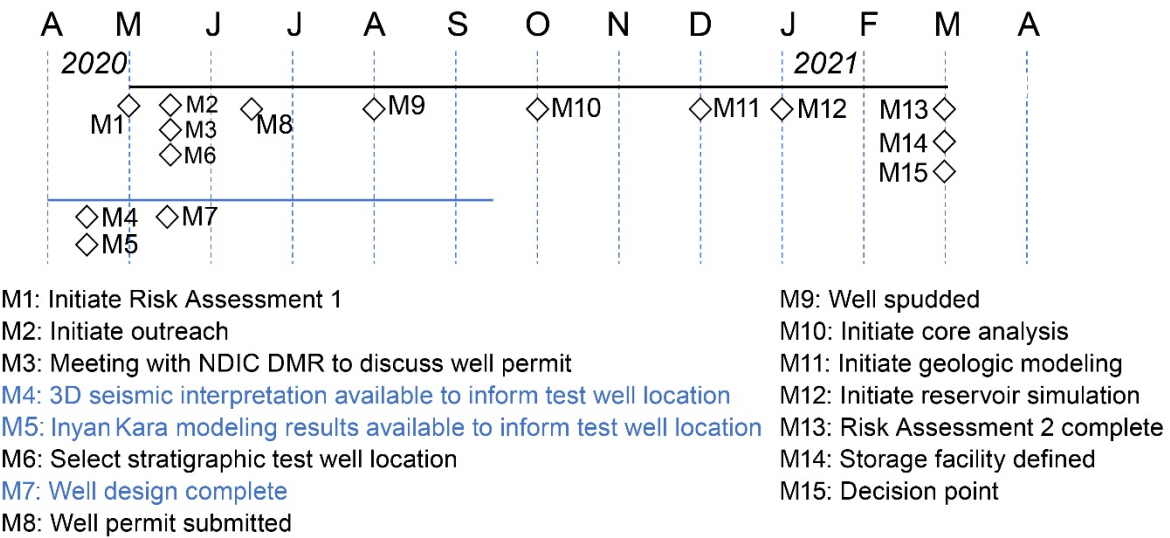 A M J J A S O N D J F M A
2020 2021
M1 M2 M8 M9 M10 M11 M12 M13
M3 M14
M6 M15
M4 M7
M5
M1: Initiate Risk Assessment 1
M2: Initiate outreach
M3: Meeting with NDIC DMR to discuss well permit
M4: 3D seismic interpretation available to inform test well location
M5: Inyan Kara modeling results available to inform test well location
M6: Select stratigraphic test well location
M7: Well design complete
M8: Well permit submitted
M9: Well spudded
M10: Initiate core analysis
M11: Initiate geologic modeling
M12: Initiate reservoir simulation
M13: Risk Assessment 2 complete
M14: Storage facility defined
M15: Decision point